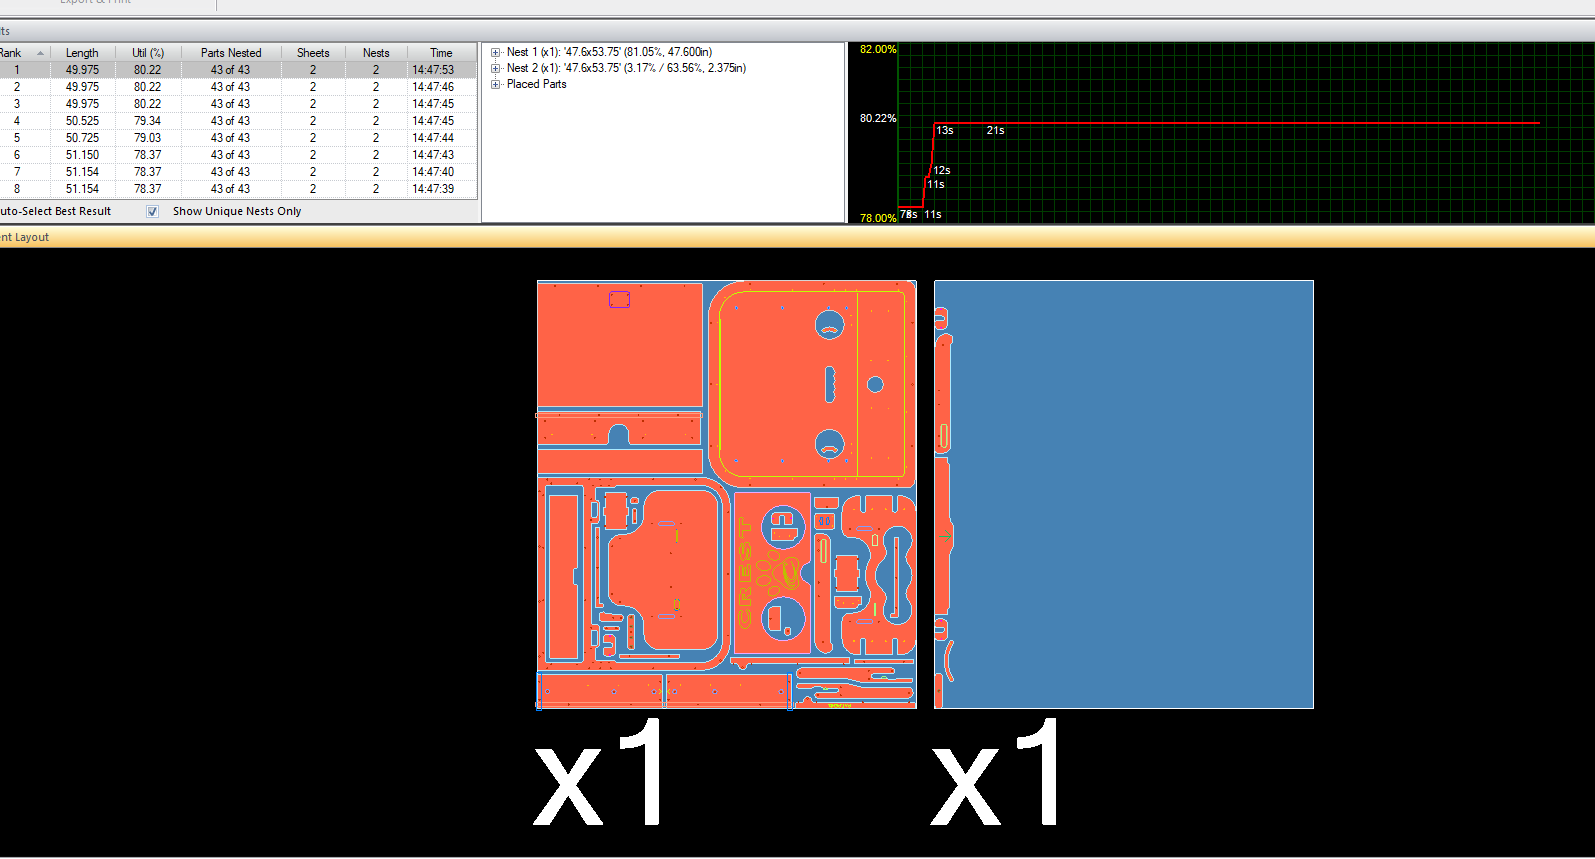 Export & Print
lts
Rank Length Util (%) Parts Nested Sheets Nests Time
1 49.975 80.22 43 of 43 2 2 14:47:53
2 49.975 80.22 43 of 43 2 2 14:47:46
3 49.975 80.22 43 of 43 2 2 14:47:45
4 50.525 79.34 43 of 43 2 2 14:47:45
5 50.725 79.03 43 of 43 2 2 14:47:44
6 51.150 78.37 43 of 43 2 2 14:47:43
7 51.154 78.37 43 of 43 2 2 14:47:40
8 51.154 78.37 43 of 43 2 2 14:47:39
uto-Select Best Result Show Unique Nests Only
Nest 1 (x1): '47.6x53.75' (81.05%, 47.600in)
Nest 2 (x1): '47.6x53.75' (3.17% / 63.56%, 2.375in)
Placed Parts
82.00%
80.22%
13s 21s
12s
11s
78.00% 11s
ent Layout
CREST
x1 x1